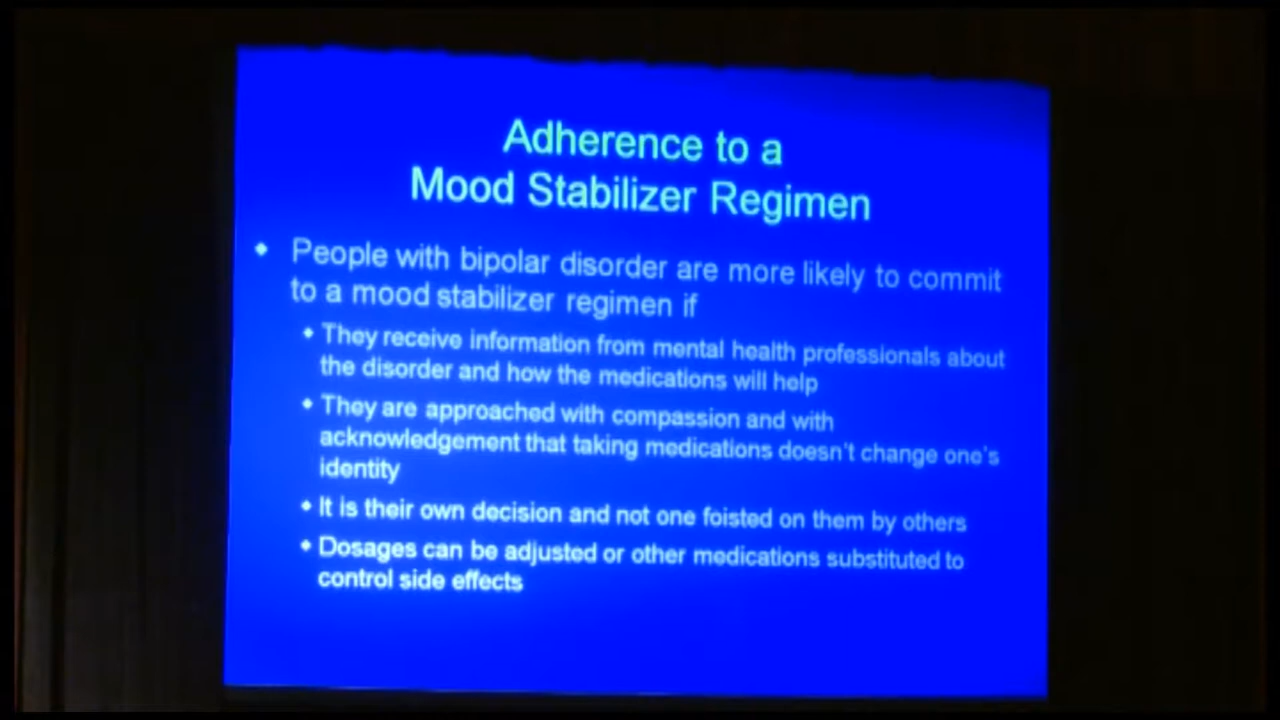 Adherence to a
Mood Stabilizer Regimen
• People with bipolar disorder are more likely to commit
to a mood stabilizer regimen if
• They receive information from mental health professionals about
the disorder and how the medications will help
• They are approached with compassion and with
acknowledgement that taking medications doesn't change one's
identity
• It is their own decision and not one foisted on them by others
• Dosages can be adjusted or other medications substituted to
control side effects